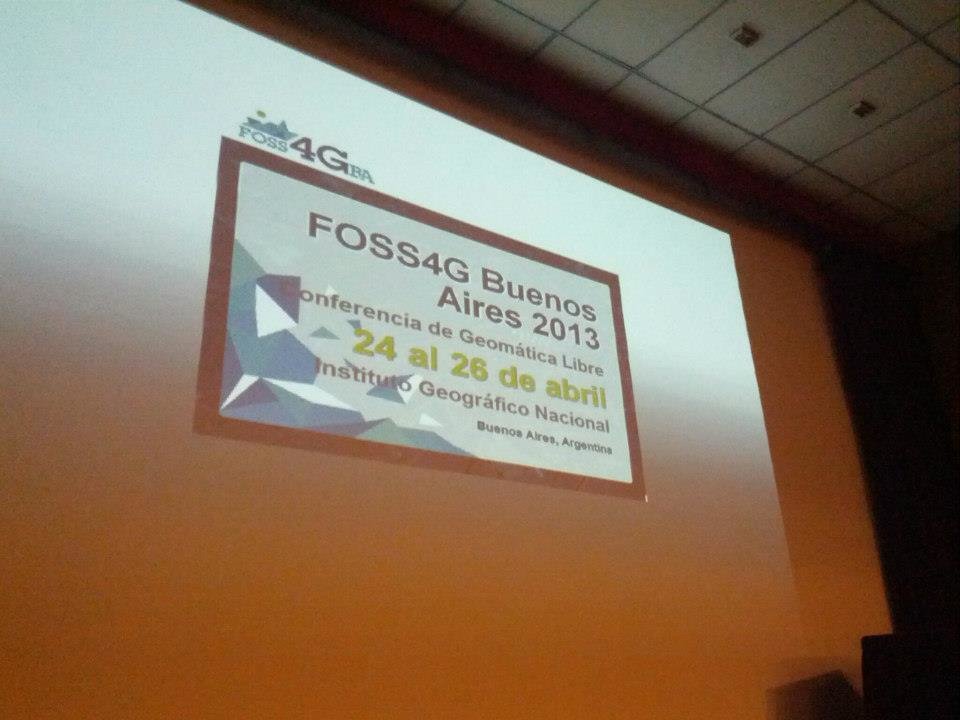 FOSS4GBA
FOSS4G Buenos
Aires 2013
Conferencia de Geomática Libre
24 al 26 de abril
Instituto Geográfico Nacional
Buenos Aires, Argentina